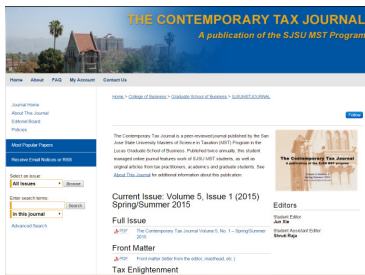 THE CONTEMPORARY TAX JOURNAL
A publication of the SJSU MST Program
Home About FAQ My Account Contact Us
Home > College of Business > Graduate School of Business > SJSUMSTJOURNAL
Journal Home
About This Journal
Editorial Board
Policies
Most Popular Papers
Receive Email Notices or RSS
Select an issue:
All Issues Browse
Enter search terms:
Search
in this journal
Advanced Search
Follow
The Contemporary Tax Journal is a peer-reviewed journal published by the San
Jose State University Masters of Science in Taxation (MST) Program in the
Lucas Graduate School of Business. Published twice annually, this student
managed online journal features work of SJSU MST students, as well as
original articles from tax practitioners, academics and graduate students. See
About This Journal for additional information about this publication.
Current Issue: Volume 5, Issue 1 (2015)
Spring/Summer 2015
Full Issue
PDF The Contemporary Tax Journal Volume 5, No. 1 – Spring/Summer
2015
Front Matter
PDF Front matter (letter from the editor, masthead, etc.)
Tax Enlightenment
The Contemporary Tax Journal
A publication of the SJSU MST program
Editors
Student Editor
Jun Xie
Student Assistant Editor
Shruti Raja